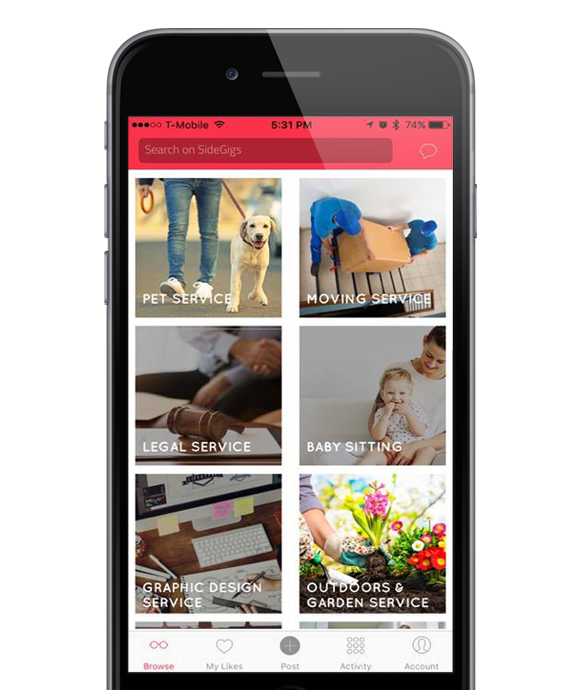 T-Mobile 5:31 PM 74%
Search on SideGigs
PET SERVICE MOVING SERVICE
LEGAL SERVICE BABY SITTING
GRAPHIC DESIGN
SERVICE
OUTDOORS &
GARDEN SERVICE
Browse My Likes Post Activity Account